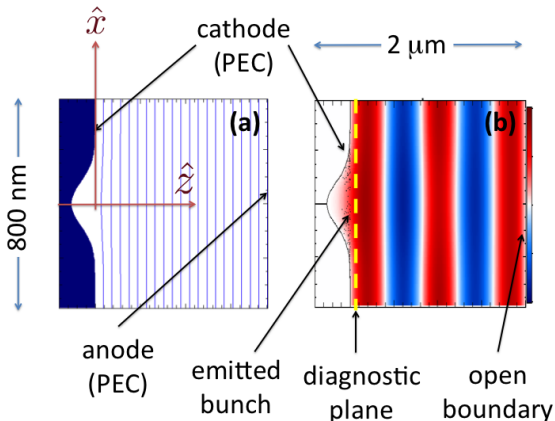 x̂
cathode
(PEC)
2 μm
(a)
(b)
800 nm
ẑ
anode
(PEC)
emitted
bunch
diagnostic
plane
open
boundary